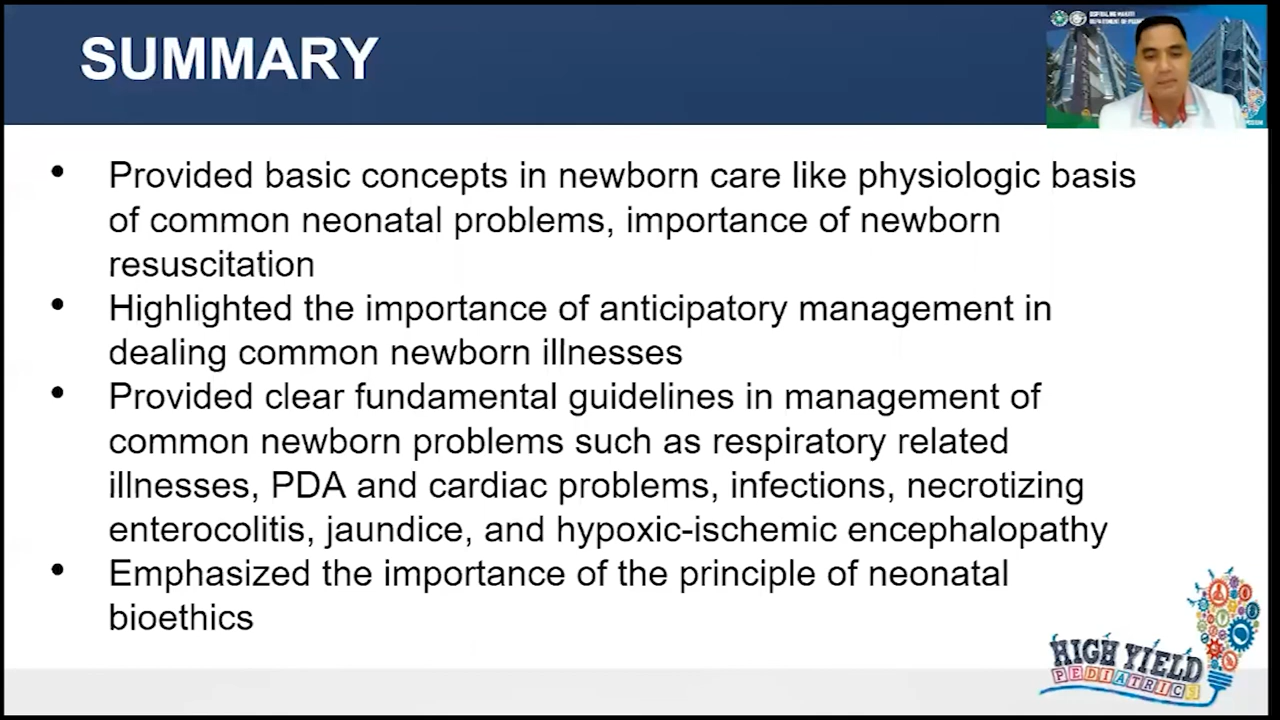 SUMMARY
• Provided basic concepts in newborn care like physiologic basis
of common neonatal problems, importance of newborn
resuscitation
• Highlighted the importance of anticipatory management in
dealing common newborn illnesses
• Provided clear fundamental guidelines in management of
common newborn problems such as respiratory related
illnesses, PDA and cardiac problems, infections, necrotizing
enterocolitis, jaundice, and hypoxic-ischemic encephalopathy
• Emphasized the importance of the principle of neonatal
bioethics
HIGH YIELD
PEDIATRICS